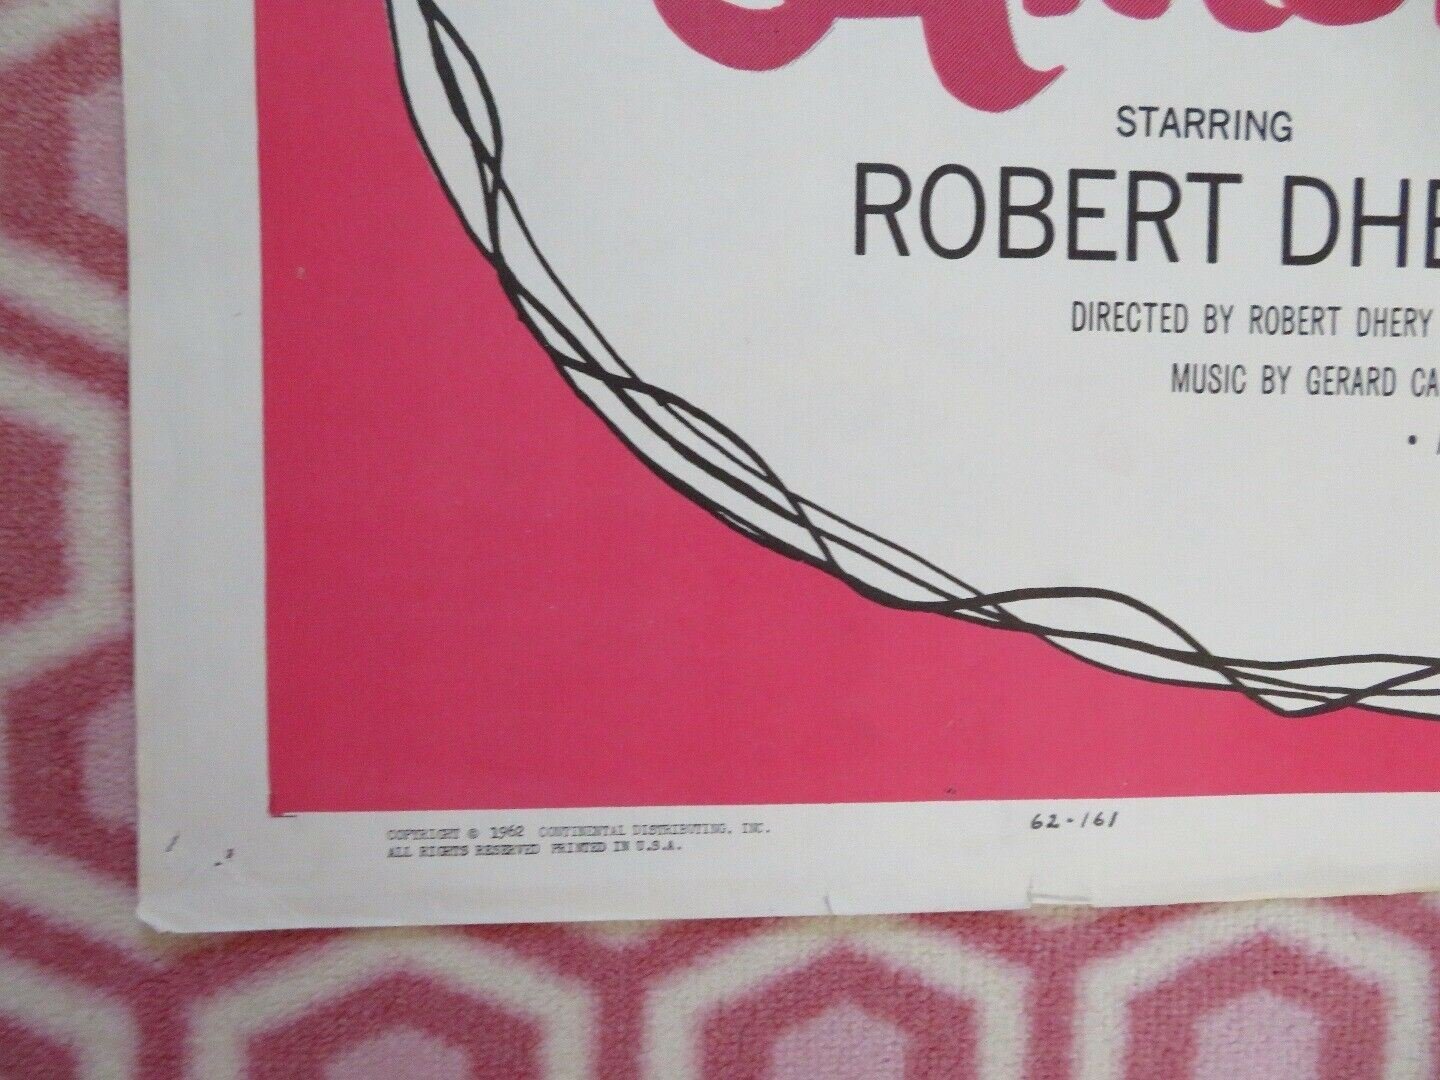 STARRING
ROBERT DHE
DIRECTED BY ROBERT DHERY
MUSIC BY GERARD CA
COPYRIGHT © 1962 CONTINENTAL DISTRIBUTING, INC.
62-161
ALL RIGHTS RESERVED PRINTED IN U.S.A.